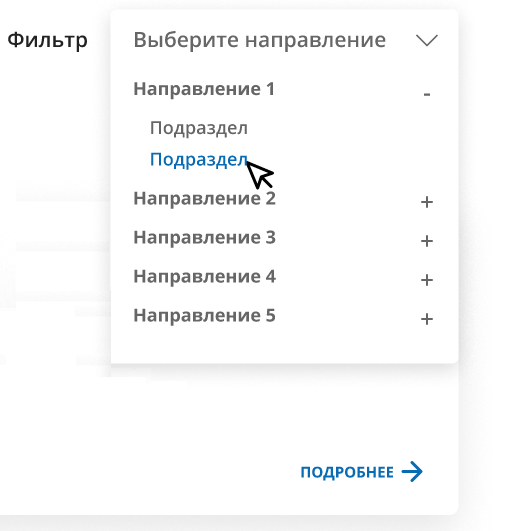 Фильтр
Выберите направление
Направление 1 -
Подраздел
Подраздел
Направление 2 +
Направление 3 +
Направление 4 +
Направление 5 +
ПОДРОБНЕЕ